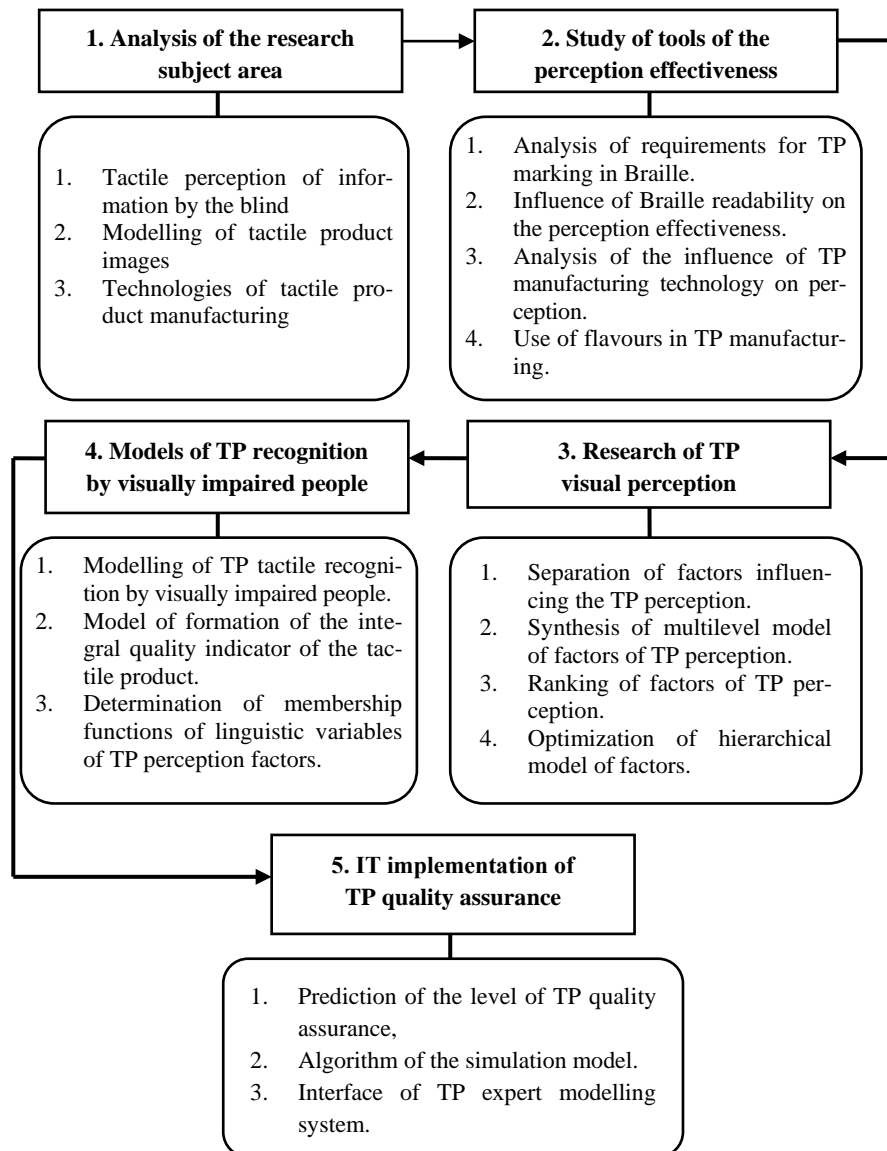 1. Analysis of the research
subject area
1. Tactile perception of infor-
mation by the blind
2. Modelling of tactile product
images
3. Technologies of tactile pro-
duct manufacturing
2. Study of tools of the
perception effectiveness
1. Analysis of requirements for TP
marking in Braille.
2. Influence of Braille readability on
the perception effectiveness.
3. Analysis of the influence of TP
manufacturing technology on per-
ception.
4. Use of flavours in TP manufactur-
ing.
3. Research of TP
visual perception
1. Separation of factors influen-
cing the TP perception.
2. Synthesis of multilevel model
of factors of TP perception.
3. Ranking of factors of TP per-
ception.
4. Optimization of hierarchical
model of factors.
4. Models of TP recognition
by visually impaired people
1. Modelling of TP tactile recogni-
tion by visually impaired people.
2. Model of formation of the inte-
gral quality indicator of the tac-
tile product.
3. Determination of membership
functions of linguistic variables
of TP perception factors.
5. IT implementation of
TP quality assurance
1. Prediction of the level of TP quality
assurance,
2. Algorithm of the simulation model.
3. Interface of TP expert modelling
system.